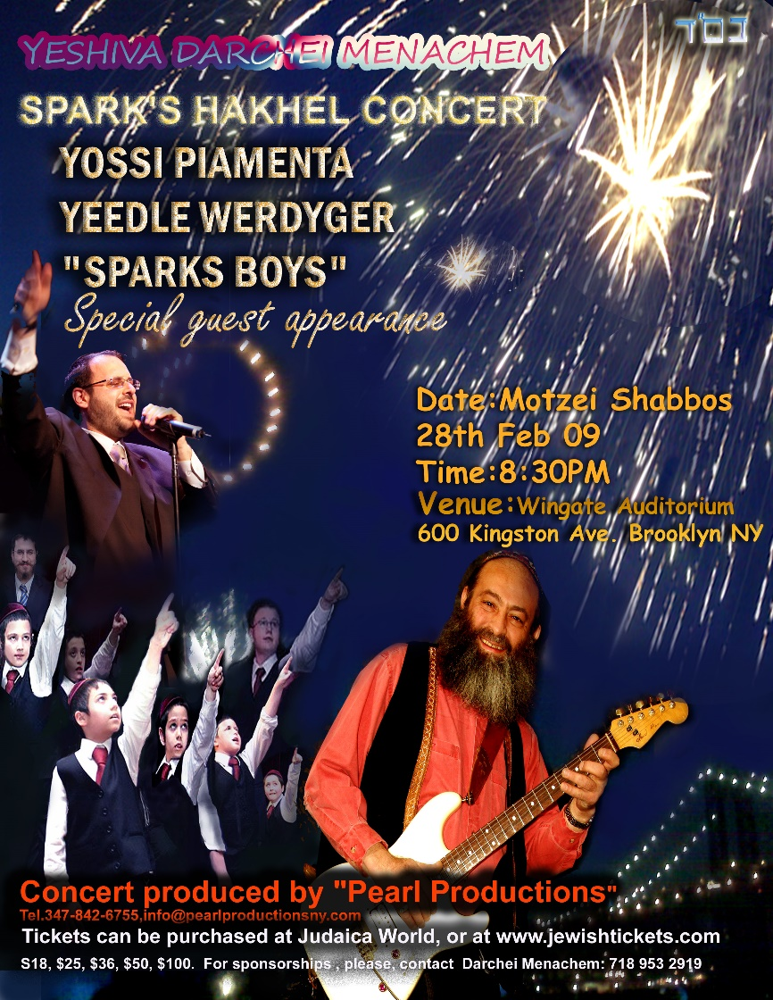 בס"ד
YESHIVA DARCHEI MENACHEM
SPARK'S HAKHEL CONCERT
YOSSI PIAMENTA
YEEDLE WERDYGER
"SPARKS BOYS"
Special guest appearance
Date:Motzei Shabbos
28th Feb 09
Time:8:30PM
Venue:Wingate Auditorium
600 Kingston Ave. Brooklyn NY
Concert produced by "Pearl Productions"
Tel.347-842-6755,info@pearlproductionsny.com
Tickets can be purchased at Judaica World, or at www.jewishtickets.com
S18, $25, $36, $50, $100. For sponsorships , please, contact Darchei Menachem: 718 953 2919